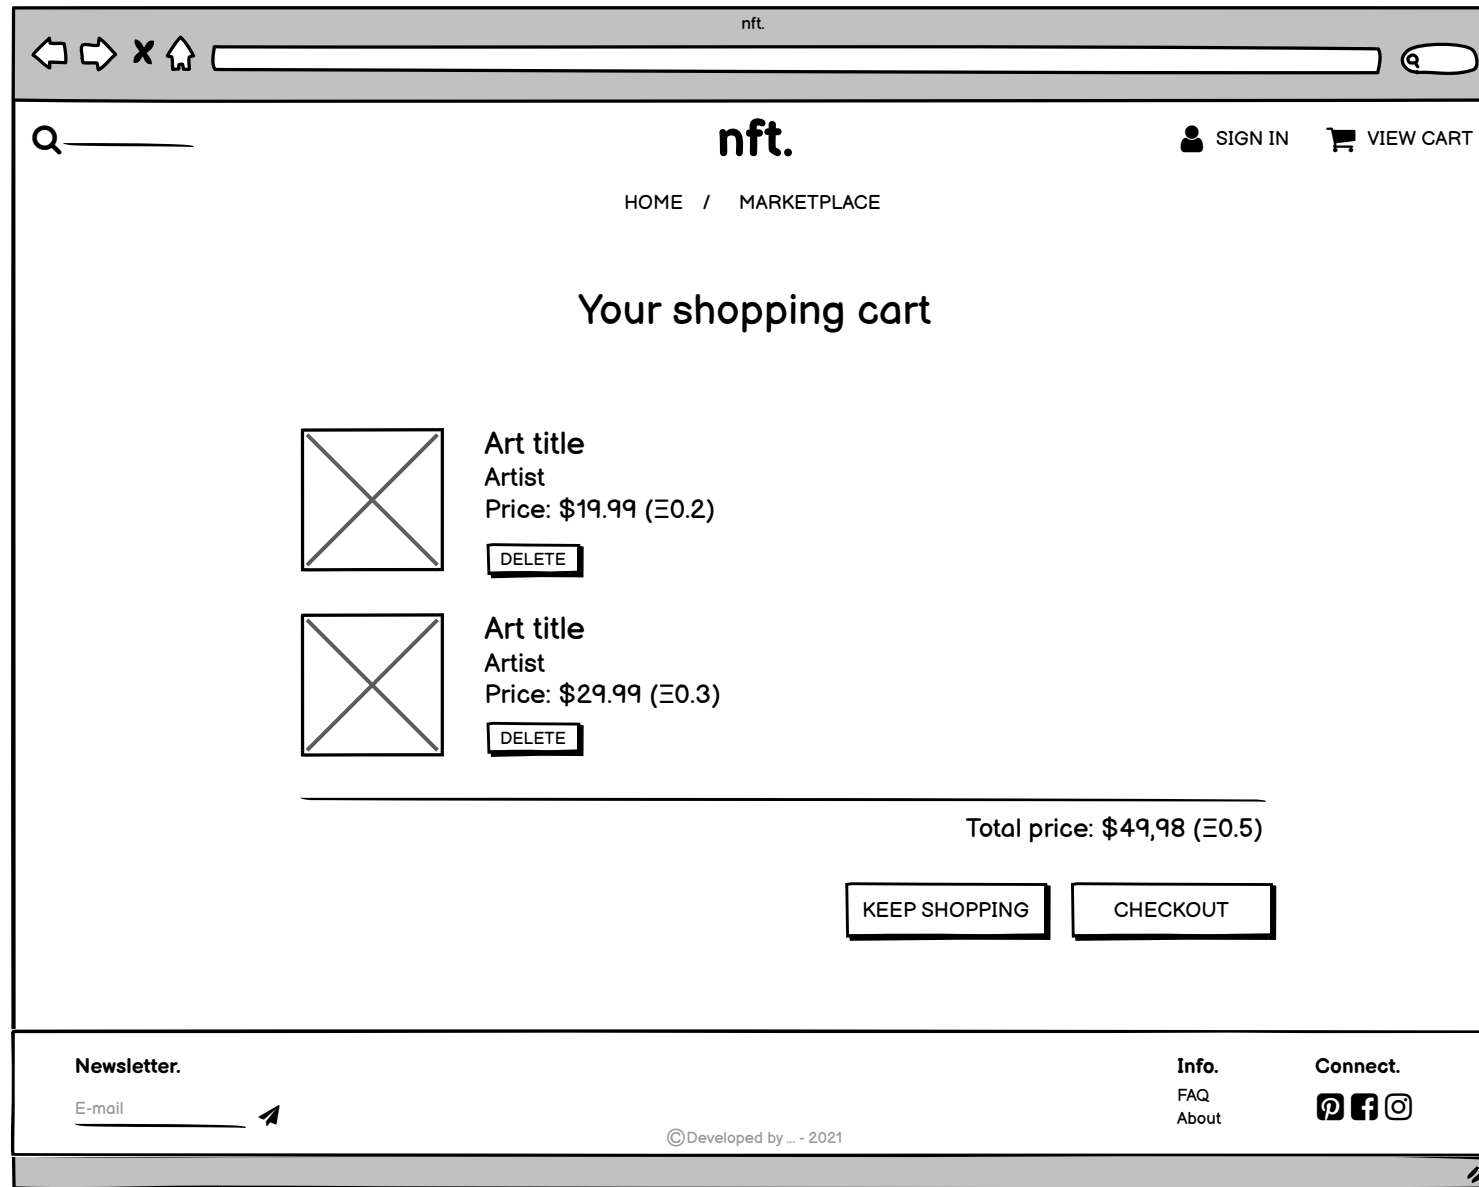 nft.
nft.
SIGN IN
VIEW CART
HOME / MARKETPLACE
Your shopping cart
Art title
Artist
Price: $19.99 (Ξ0.2)
DELETE
Art title
Artist
Price: $29.99 (Ξ0.3)
DELETE
Total price: $49,98 (Ξ0.5)
KEEP SHOPPING
CHECKOUT
Newsletter.
E-mail
Info.
FAQ
About
Connect.
©Developed by ... - 2021